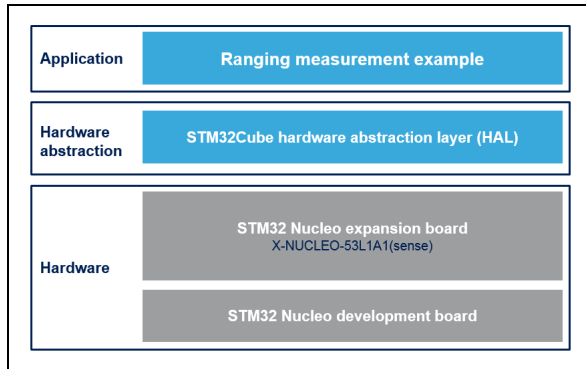 Application
Ranging measurement example
Hardware
abstraction
STM32Cube hardware abstraction layer (HAL)
Hardware
STM32 Nucleo expansion board
X-NUCLEO-53L1A1(sense)
STM32 Nucleo development board